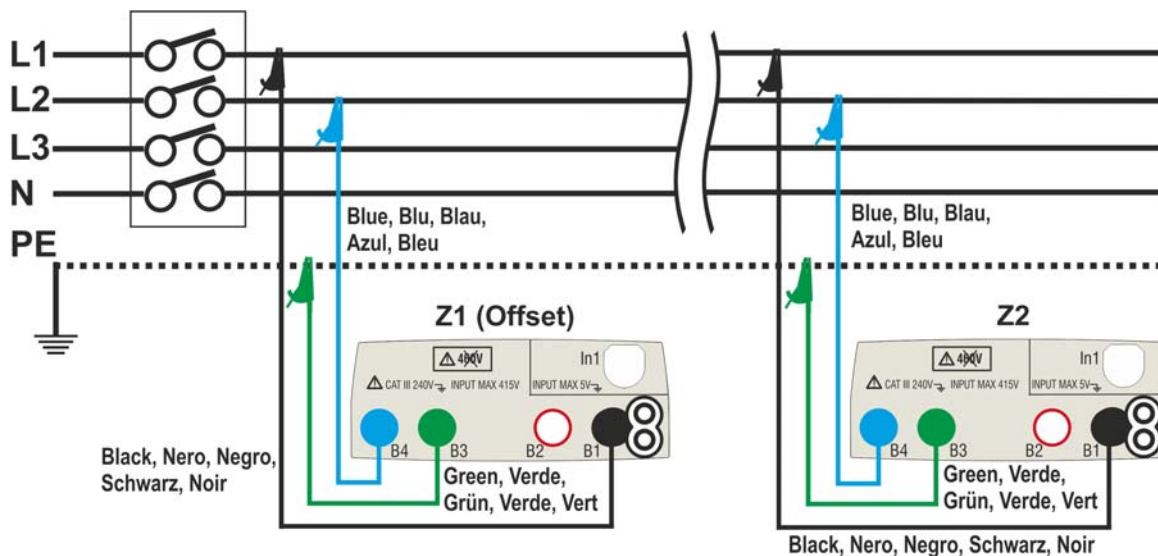 L1
L2
L3
N
PE
Blue, Blu, Blau,
Azul, Bleu
Blue, Blu, Blau,
Azul, Bleu
Z1 (Offset)
460V
In1
CAT III 240V INPUT MAX 415V
INPUT MAX 5V
B4 B3 B2 B1
Black, Nero, Negro,
Schwarz, Noir
Green, Verde,
Grün, Verde, Vert
Z2
460V
In1
CAT III 240V INPUT MAX 415V
INPUT MAX 5V
B4 B3 B2 B1
Green, Verde,
Grün, Verde, Vert
Black, Nero, Negro, Schwarz, Noir